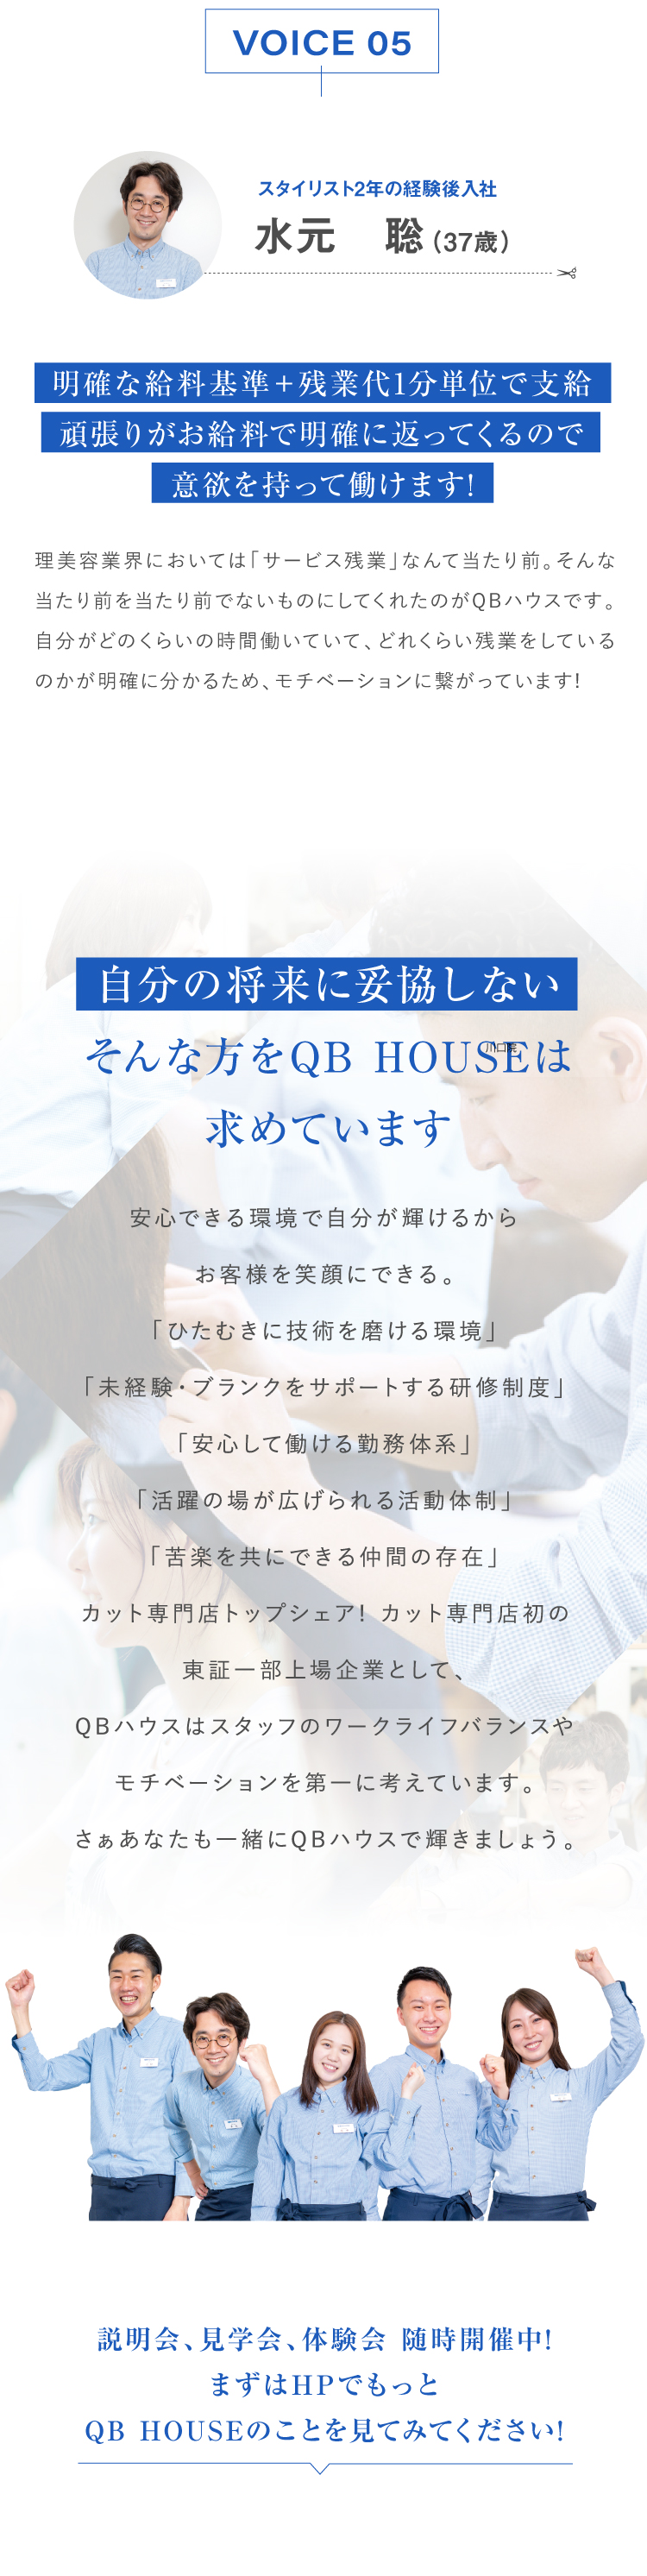 VOICE 05
スタイリスト2年の経験後入社
水元 聡（37歳）
明確な給料基準＋残業代1分単位で支給
頑張りがお給料で明確に返ってくるので
意欲を持って働けます!
理美容業界においては「サービス残業」なんて当たり前。そんな
当たり前を当たり前でないものにしてくれたのがQBハウスです。
自分がどのくらいの時間働いていて、どれくらい残業をしている
のかが明確に分かるため、モチベーションに繋がっています!
自分の将来に妥協しない
そんな方をQB HOUSEは
求めています
安心できる環境で自分が輝けるから
お客様を笑顔にできる。
「ひたむきに技術を磨ける環境」
「未経験・ブランクをサポートする研修制度」
「安心して働ける勤務体系」
「活躍の場が広げられる活動体制」
「苦楽を共にできる仲間の存在」
カット専門店トップシェア! カット専門店初の
東証一部上場企業として、
QBハウスはスタッフのワークライフバランスや
モチベーションを第一に考えています。
さぁあなたも一緒にQBハウスで輝きましょう。
説明会、見学会、体験会 随時開催中!
まずはHPでもっと
QB HOUSEのことを見てみてください!